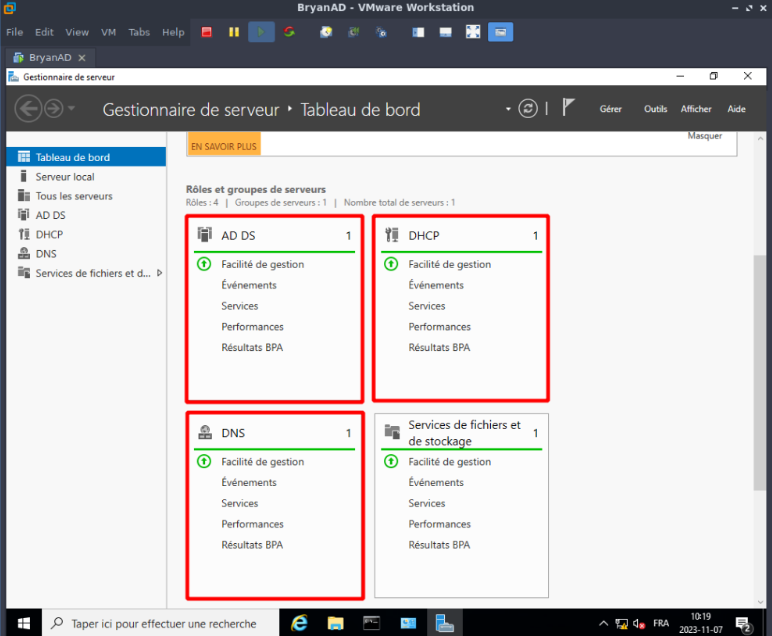 BryanAD - VMware Workstation
File Edit View VM Tabs Help
BryanAD
Gestionnaire de serveur
Gestionnaire de serveur • Tableau de bord
Gérer Outils Afficher Aide
Tableau de bord
Serveur local
Tous les serveurs
AD DS
DHCP
DNS
Services de fichiers et d...
EN SAVOIR PLUS
Masquer
Rôles et groupes de serveurs
Rôles : 4 | Groupes de serveurs : 1 | Nombre total de serveurs : 1
AD DS 1
Facilité de gestion
Événements
Services
Performances
Résultats BPA
DHCP 1
Facilité de gestion
Événements
Services
Performances
Résultats BPA
DNS 1
Facilité de gestion
Événements
Services
Performances
Résultats BPA
Services de fichiers et
de stockage 1
Facilité de gestion
Événements
Services
Performances
Résultats BPA
Taper ici pour effectuer une recherche
FRA
10:19
2023-11-07
2